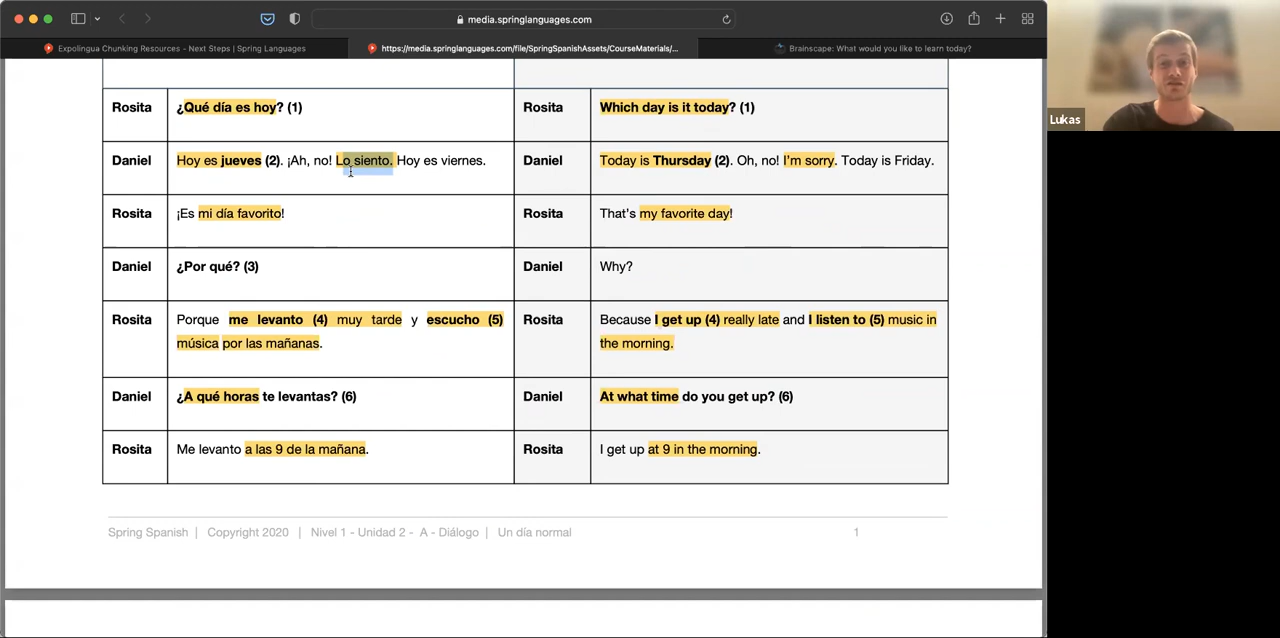 media.springlanguages.com
Expolingua Chunking Resources - Next Steps | Spring Languages
https://media.springlanguages.com/file/SpringSpanishAssets/CourseMaterials/...
Brainscape: What would you like to learn today?
Lukas
Rosita ¿Qué día es hoy? (1) Rosita Which day is it today? (1)
Daniel Hoy es jueves (2). ¡Ah, no! Lo siento. Hoy es viernes. Daniel Today is Thursday (2). Oh, no! I'm sorry. Today is Friday.
Rosita ¡Es mi día favorito! Rosita That's my favorite day!
Daniel ¿Por qué? (3) Daniel Why?
Rosita Porque me levanto (4) muy tarde y escucho (5) Rosita Because I get up (4) really late and I listen to (5) music in
música por las mañanas. the morning.
Daniel ¿A qué horas te levantas? (6) Daniel At what time do you get up? (6)
Rosita Me levanto a las 9 de la mañana. Rosita I get up at 9 in the morning.
Spring Spanish | Copyright 2020 | Nivel 1 - Unidad 2 - A - Diálogo | Un día normal 1